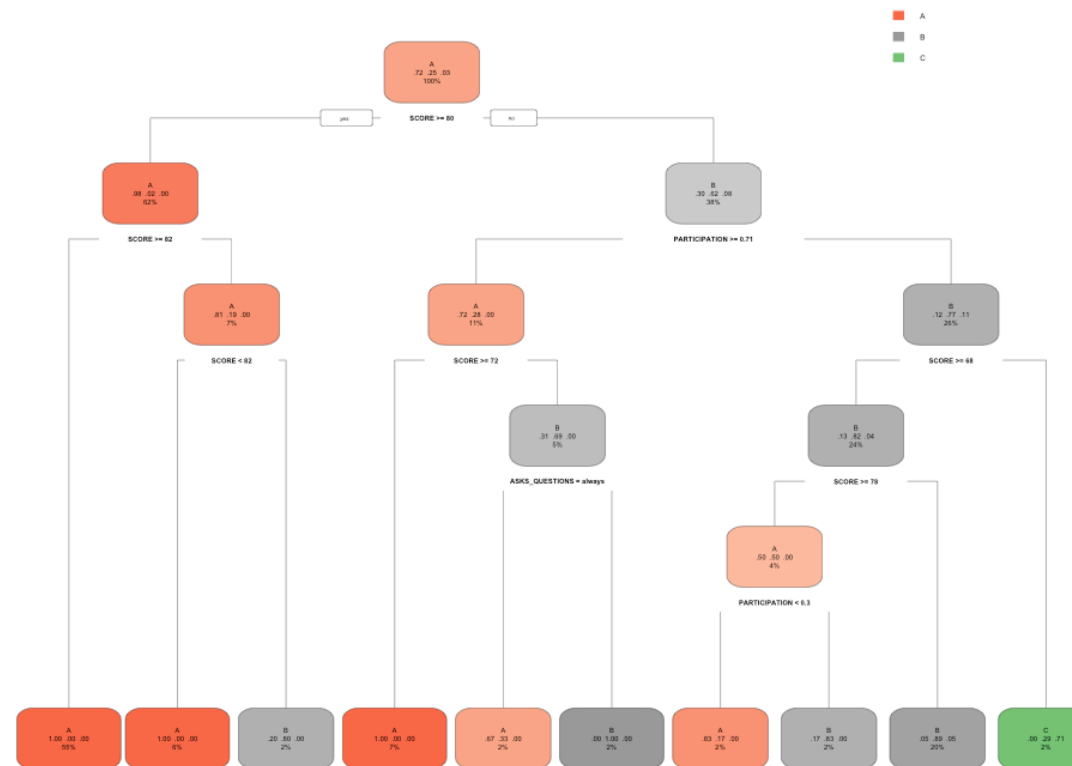 A
B
C
A
.72 .25 .03
100%
yes
SCORE >= 80
no
A
.98 .02 .00
62%
B
.30 .62 .08
38%
SCORE >= 82
PARTICIPATION >= 0.71
A
.81 .19 .00
7%
A
.72 .28 .00
11%
B
.12 .77 .11
26%
SCORE < 82
SCORE >= 72
SCORE >= 68
B
.31 .69 .00
5%
B
.13 .82 .04
24%
ASKS_QUESTIONS = always
SCORE >= 79
A
.50 .50 .00
4%
PARTICIPATION < 0.3
A
1.00 .00 .00
55%
A
1.00 .00 .00
6%
B
.20 .80 .00
2%
A
1.00 .00 .00
7%
A
.67 .33 .00
2%
B
.00 1.00 .00
2%
A
.83 .17 .00
2%
B
.17 .83 .00
2%
B
.05 .89 .05
20%
C
.00 .29 .71
2%